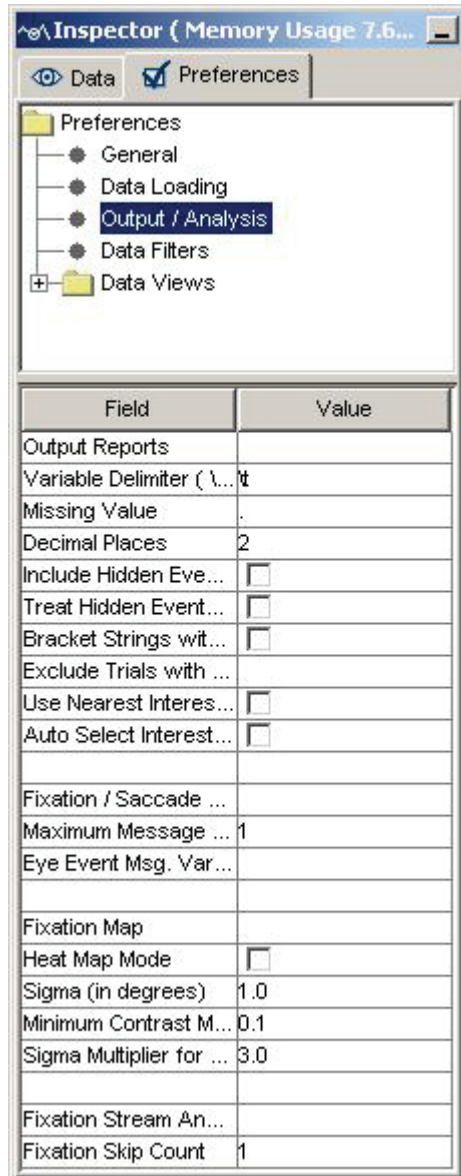 Inspector ( Memory Usage 7.6...
Data Preferences
Preferences
General
Data Loading
Output / Analysis
Data Filters
Data Views
Field Value
Output Reports
Variable Delimiter ( \... \t
Missing Value .
Decimal Places 2
Include Hidden Eve...
Treat Hidden Event...
Bracket Strings wit...
Exclude Trials with ...
Use Nearest Interes...
Auto Select Interest...
Fixation / Saccade ...
Maximum Message ... 1
Eye Event Msg. Var...
Fixation Map
Heat Map Mode
Sigma (in degrees) 1.0
Minimum Contrast M... 0.1
Sigma Multiplier for ... 3.0
Fixation Stream An...
Fixation Skip Count 1